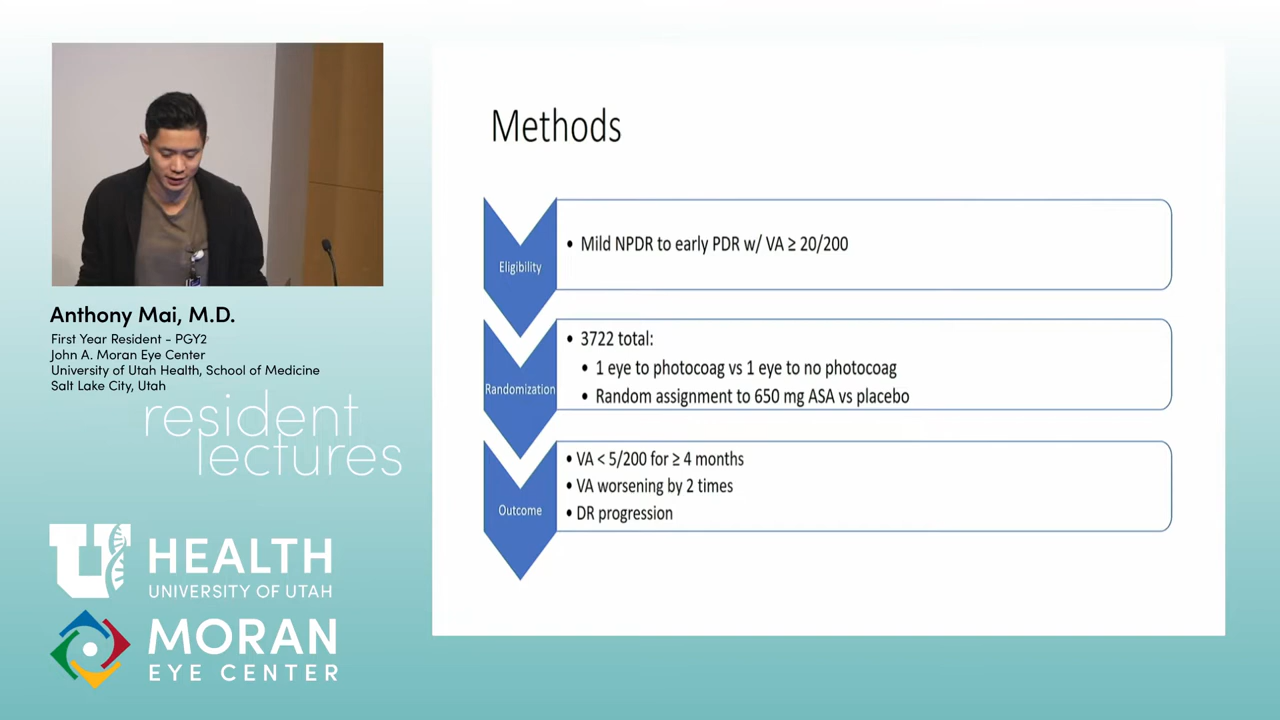 Anthony Mai, M.D.
First Year Resident - PGY2
John A. Moran Eye Center
University of Utah Health, School of Medicine
Salt Lake City, Utah
resident
lectures
U
HEALTH
UNIVERSITY OF UTAH
MORAN
EYE CENTER
Methods
Eligibility
• Mild NPDR to early PDR w/ VA ≥ 20/200
Randomization
• 3722 total:
• 1 eye to photocoag vs 1 eye to no photocoag
• Random assignment to 650 mg ASA vs placebo
Outcome
• VA < 5/200 for ≥ 4 months
• VA worsening by 2 times
• DR progression